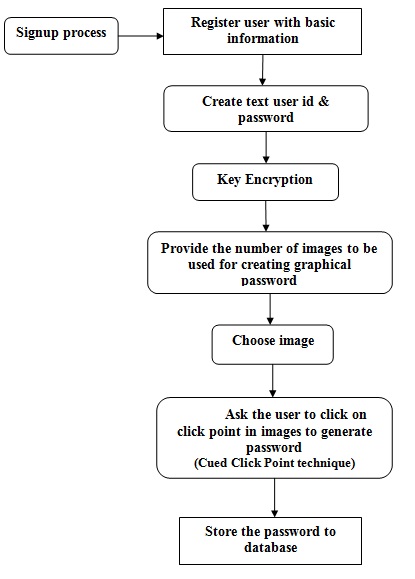 Signup process
Register user with basic
information
Create text user id &
password
Key Encryption
Provide the number of images to be
used for creating graphical
password
Choose image
Ask the user to click on
click point in images to generate
password
(Cued Click Point technique)
Store the password to
database